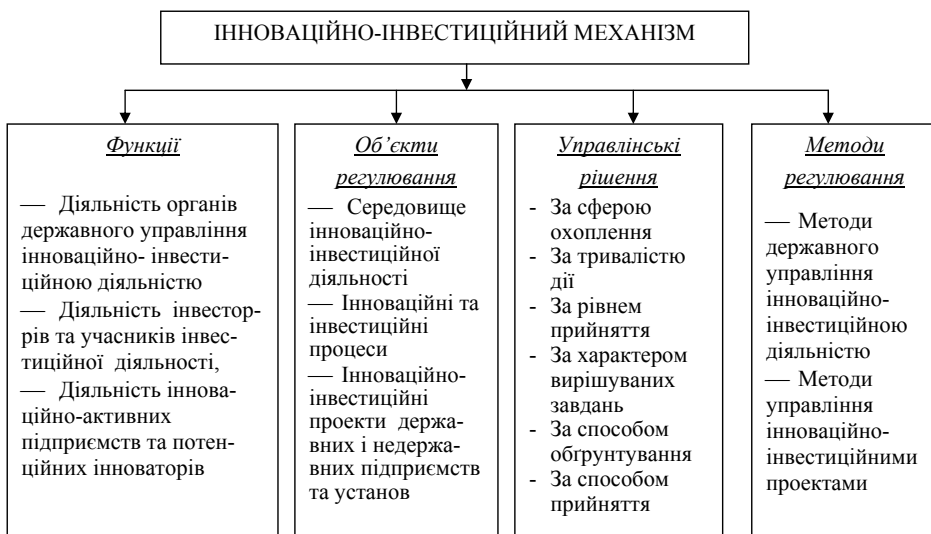 ІННОВАЦІЙНО-ІНВЕСТИЦІЙНИЙ МЕХАНІЗМ
Функції
— Діяльність органів
державного управління
інноваційно- інвести-
ційною діяльністю
— Діяльність інвестор-
рів та учасників інвес-
тиційної діяльності,
— Діяльність іннова-
ційно-активних
підприємств та потен-
ційних інноваторів
Об’єкти
регулювання
— Середовище
інноваційно-
інвестиційної
діяльності
— Інноваційні та
інвестиційні
процеси
— Інноваційно-
інвестиційні
проекти держа-
вних і недержа-
вних підприємств
та установ
Управлінські
рішення
- За сферою
охоплення
- За тривалістю
дії
- За рівнем
прийняття
- За характером
вирішуваних
завдань
- За способом
обґрунтування
- За способом
прийняття
Методи
регулювання
— Методи
державного
управління
інноваційно-
інвестиційною
діяльністю
— Методи
управління
інноваційно-
інвестиційними
проектами